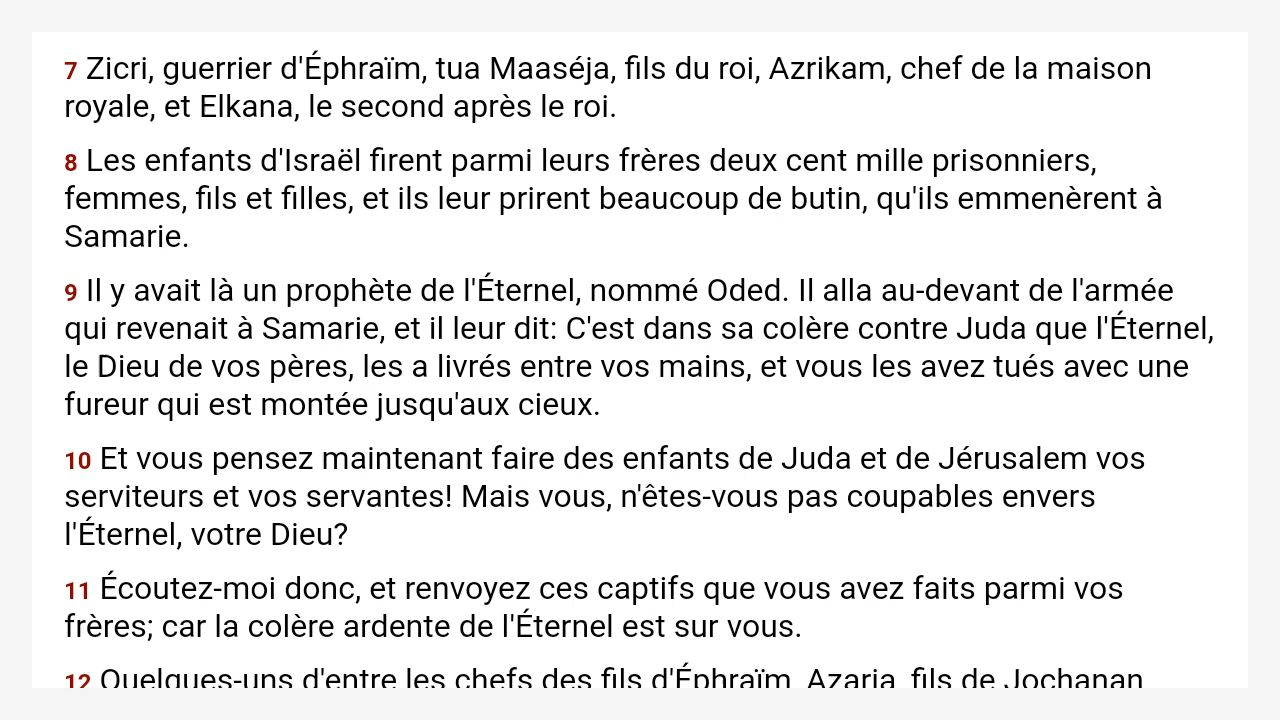 7 Zicri, guerrier d'Éphraïm, tua Maaséja, fils du roi, Azrikam, chef de la maison
royale, et Elkana, le second après le roi.
8 Les enfants d'Israël firent parmi leurs frères deux cent mille prisonniers,
femmes, fils et filles, et ils leur prirent beaucoup de butin, qu'ils emmenèrent à
Samarie.
9 Il y avait là un prophète de l'Éternel, nommé Oded. Il alla au-devant de l'armée
qui revenait à Samarie, et il leur dit: C'est dans sa colère contre Juda que l'Éternel,
le Dieu de vos pères, les a livrés entre vos mains, et vous les avez tués avec une
fureur qui est montée jusqu'aux cieux.
10 Et vous pensez maintenant faire des enfants de Juda et de Jérusalem vos
serviteurs et vos servantes! Mais vous, n'êtes-vous pas coupables envers
l'Éternel, votre Dieu?
11 Écoutez-moi donc, et renvoyez ces captifs que vous avez faits parmi vos
frères; car la colère ardente de l'Éternel est sur vous.
12 Quelques-uns d'entre les chefs des fils d'Éphraïm, Azaria, fils de Jochanan